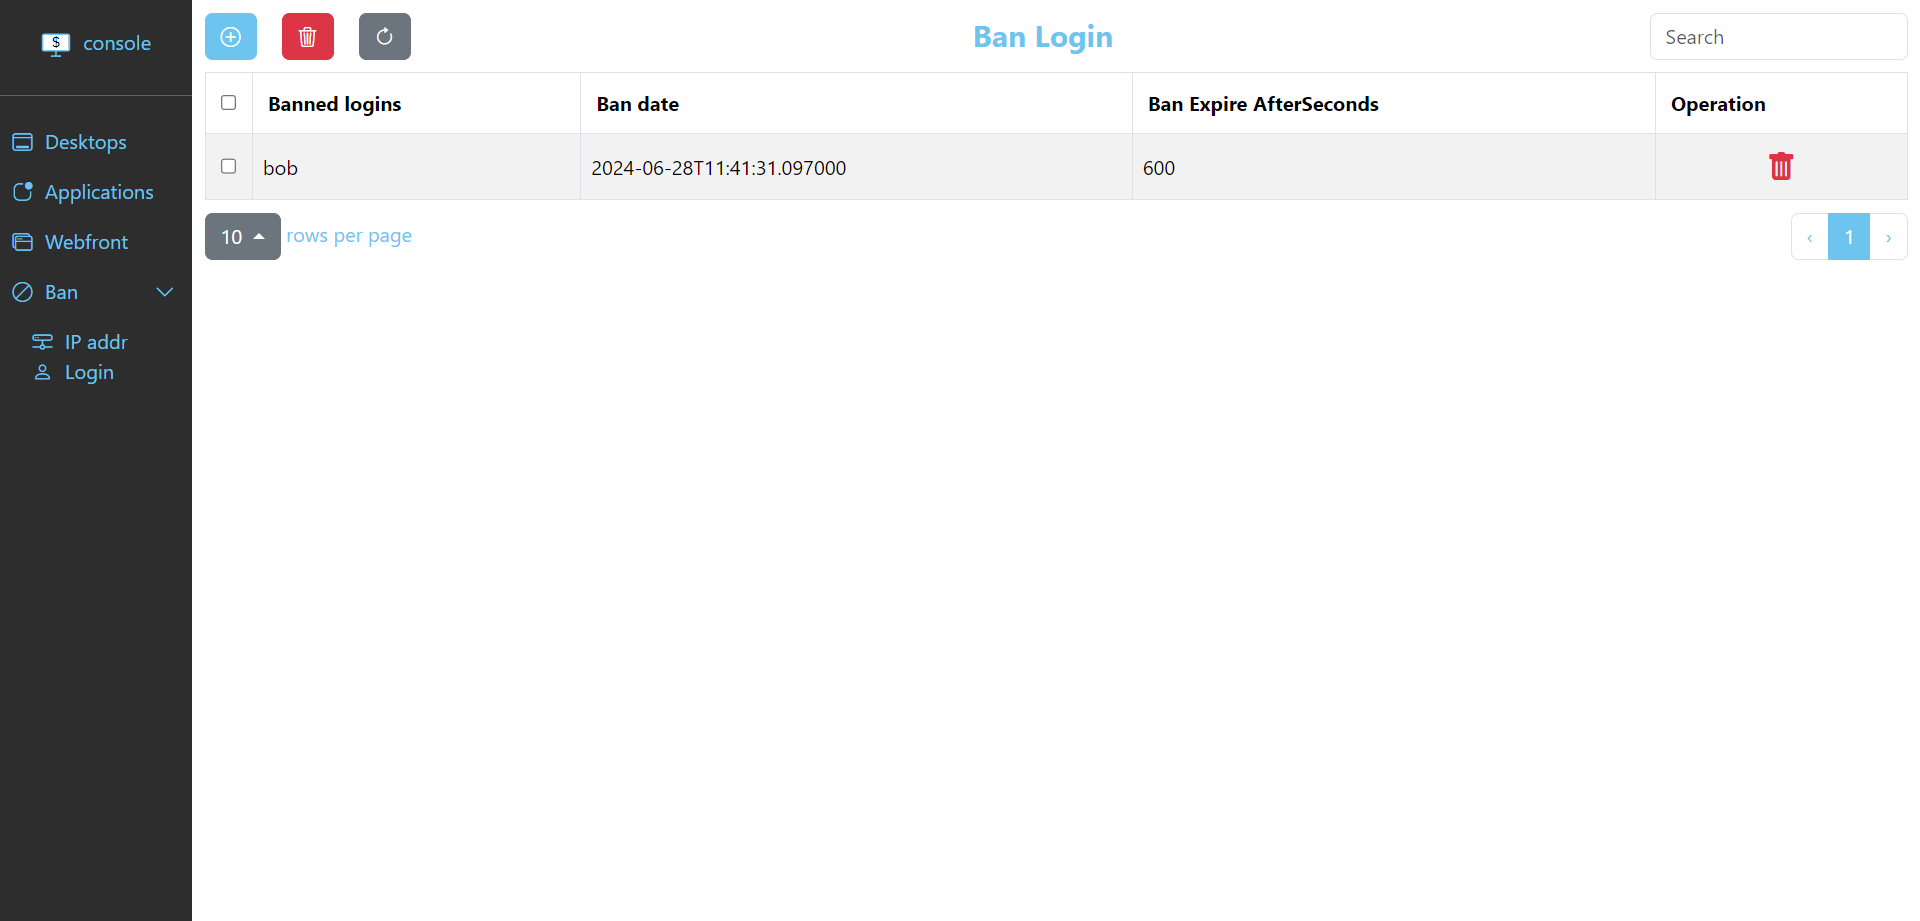 $ console
Desktops
Applications
Webfront
Ban
IP addr
Login
Ban Login
Search
Banned logins Ban date Ban Expire AfterSeconds Operation
bob 2024-06-28T11:41:31.097000 600
10 rows per page
‹ 1 ›